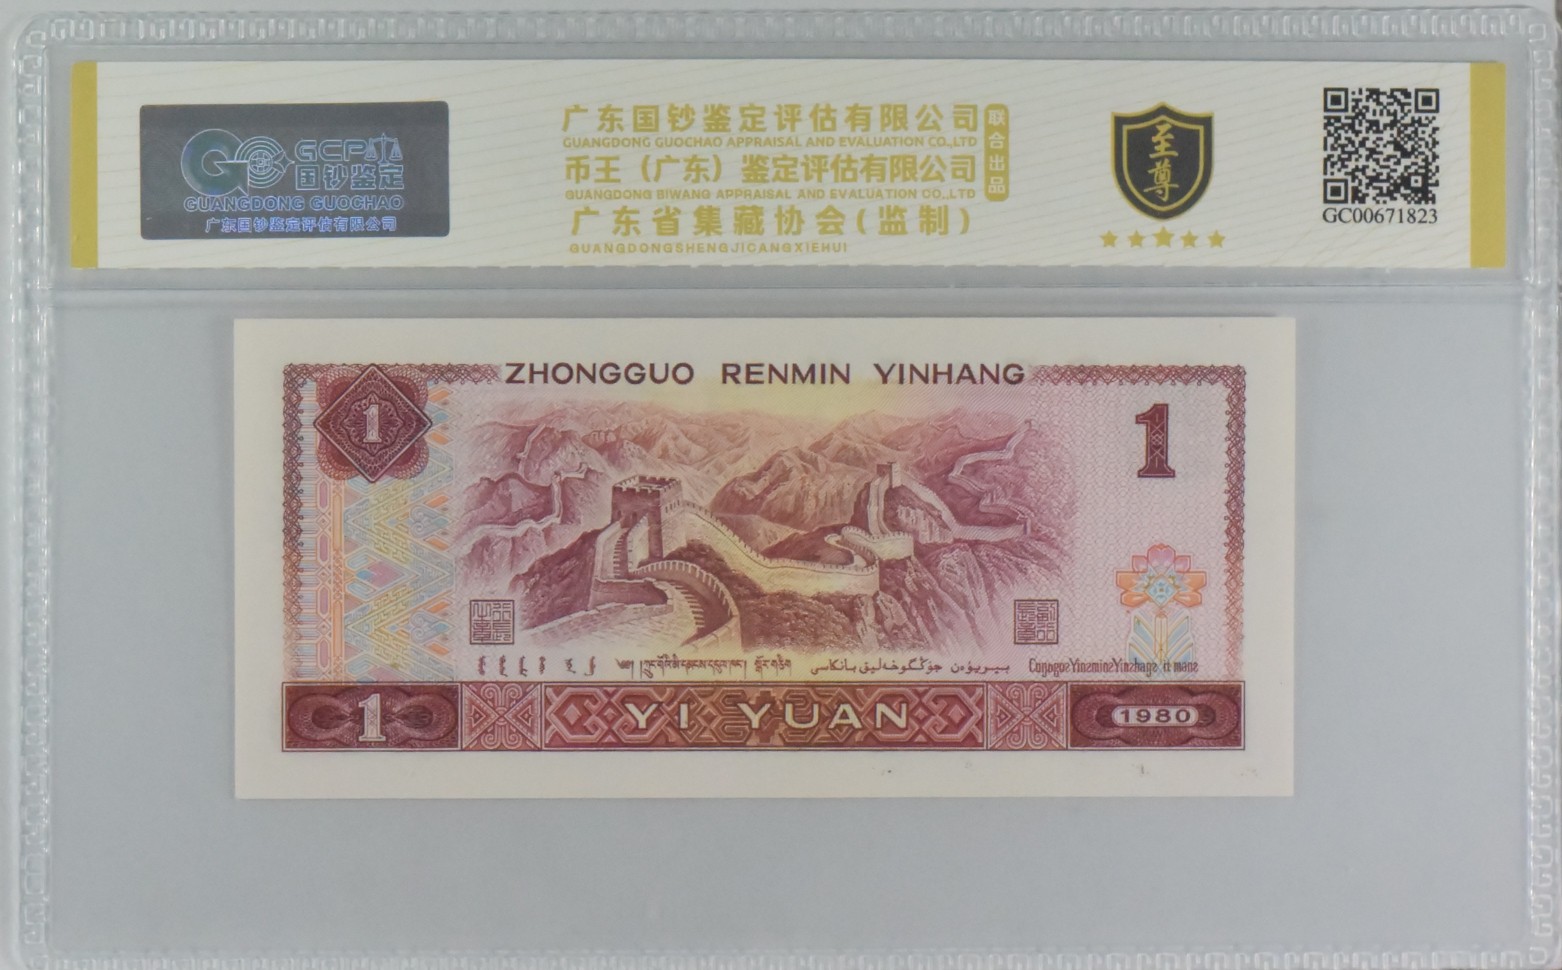 GCP
国钞鉴定
GUANGDONG GUOCHAO
广东国钞鉴定评估有限公司
广东国钞鉴定评估有限公司
GUANGDONG GUOCHAO APPRAISAL AND EVALUATION CO.,LTD
币王（广东）鉴定评估有限公司
GUANGDONG BIWANG APPRAISAL AND EVALUATION CO.,LTD
广东省集藏协会(监制)
GUANGDONGSHENGJICANGXIEHUI
联合出品
至尊
GC00671823
ZHONGGUO RENMIN YINHANG
1
1
1
YI YUAN
1980